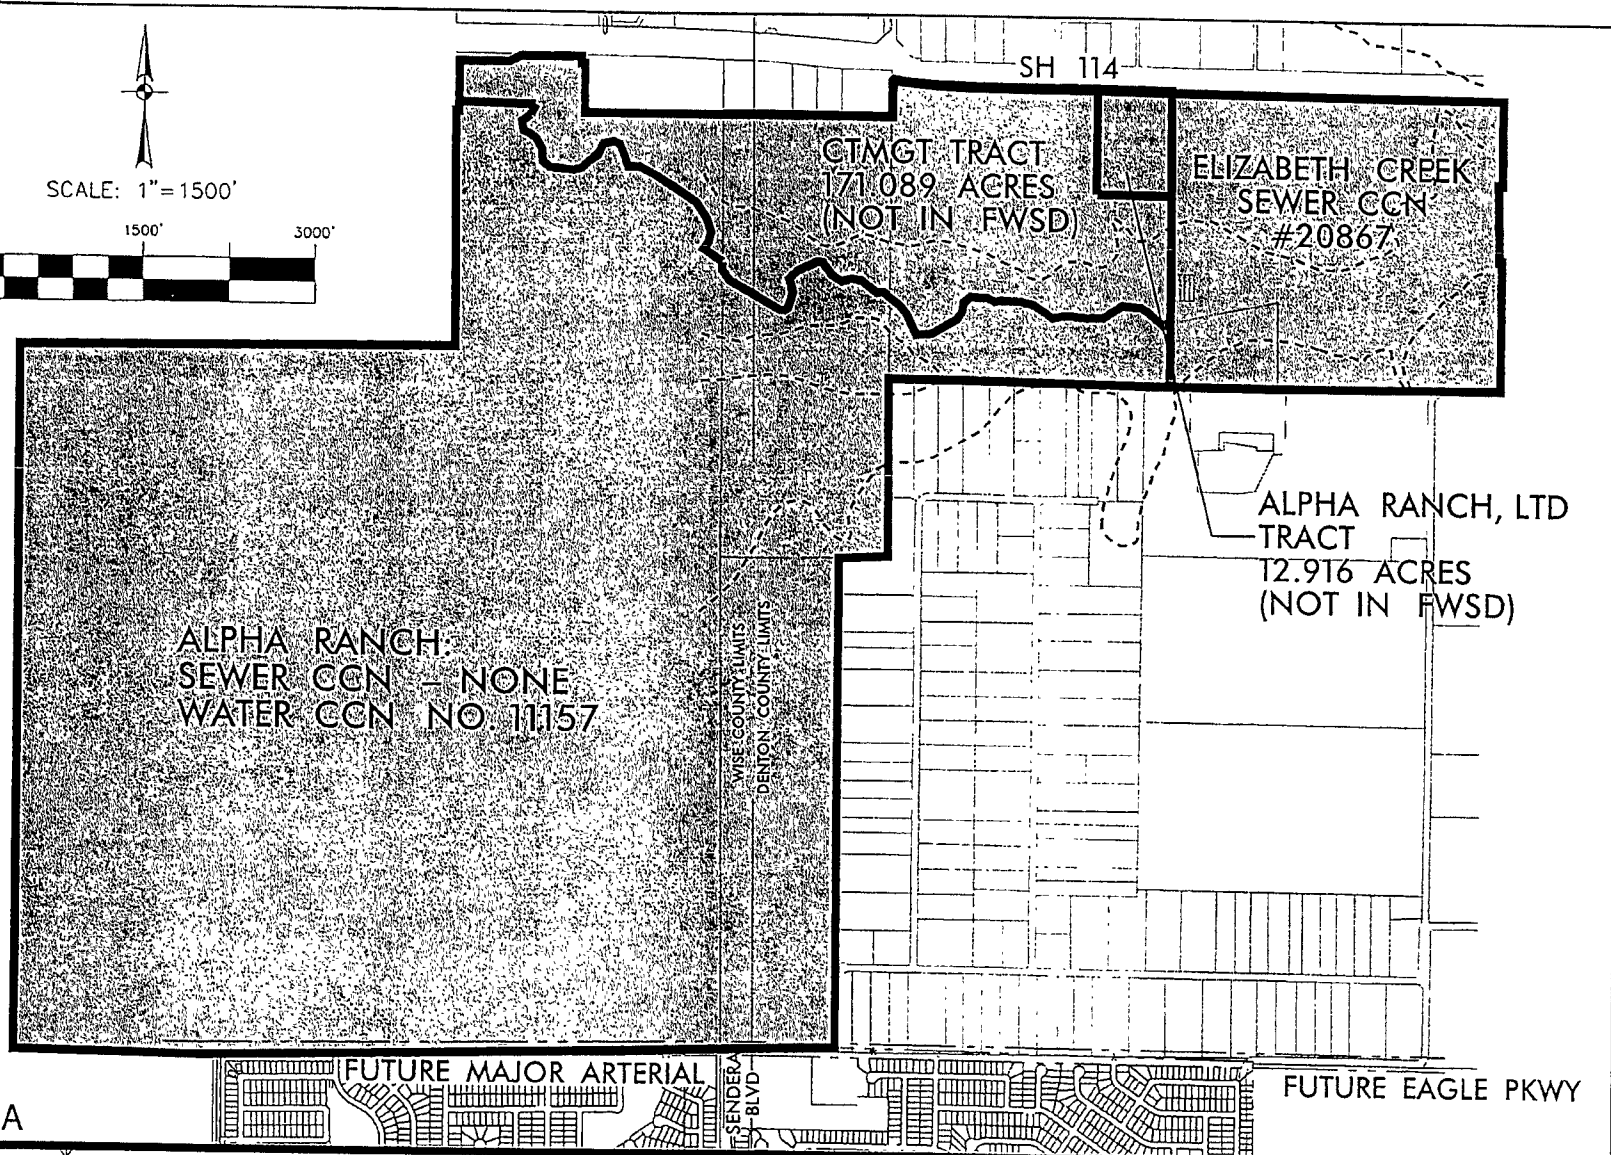 SH 114
SCALE: 1"=1500'
1500'
3000'
CTMGT TRACT
171.089 ACRES
(NOT IN FWSD)
ELIZABETH CREEK
SEWER CCN
#20867
ALPHA RANCH, LTD
TRACT
12.916 ACRES
(NOT IN FWSD)
ALPHA RANCH:
SEWER CCN – NONE
WATER CCN NO. 11157
WISE COUNTY LIMITS
DENTON COUNTY LIMITS
FUTURE MAJOR ARTERIAL
SENDERA
BLVD
FUTURE EAGLE PKWY
A